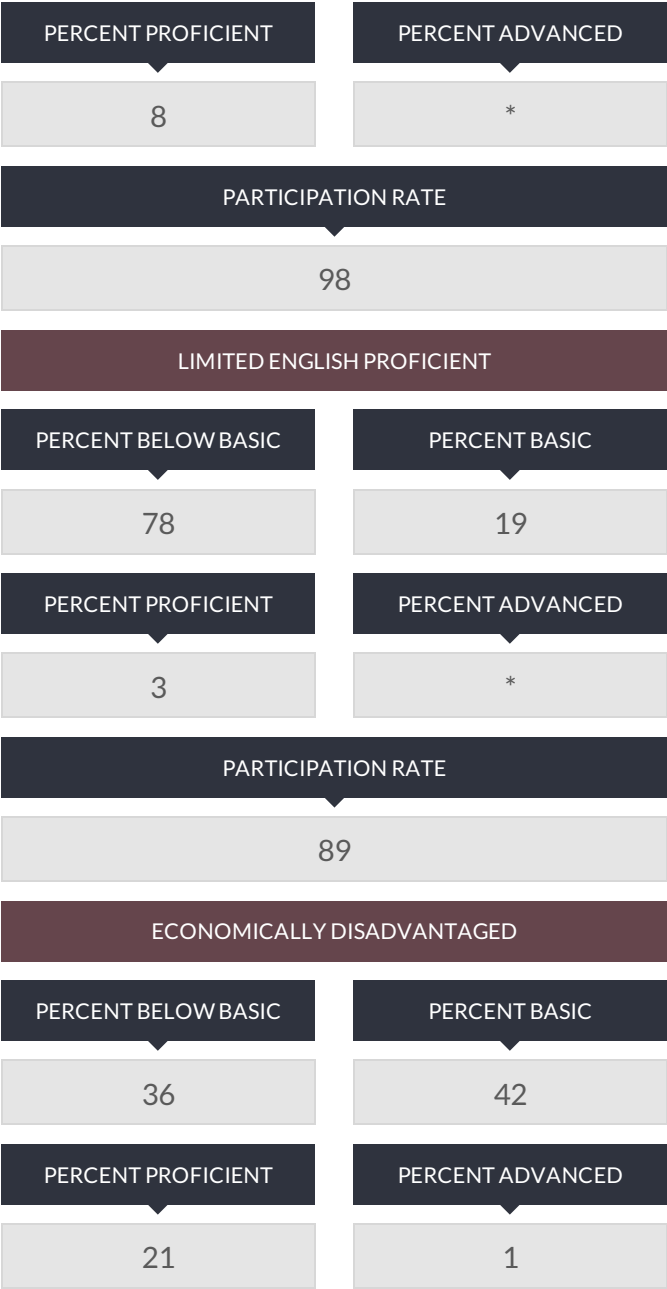 PERCENT PROFICIENT PERCENT ADVANCED
8 *
PARTICIPATION RATE
98
LIMITED ENGLISH PROFICIENT
PERCENT BELOW BASIC PERCENT BASIC
78 19
PERCENT PROFICIENT PERCENT ADVANCED
3 *
PARTICIPATION RATE
89
ECONOMICALLY DISADVANTAGED
PERCENT BELOW BASIC PERCENT BASIC
36 42
PERCENT PROFICIENT PERCENT ADVANCED
21 1